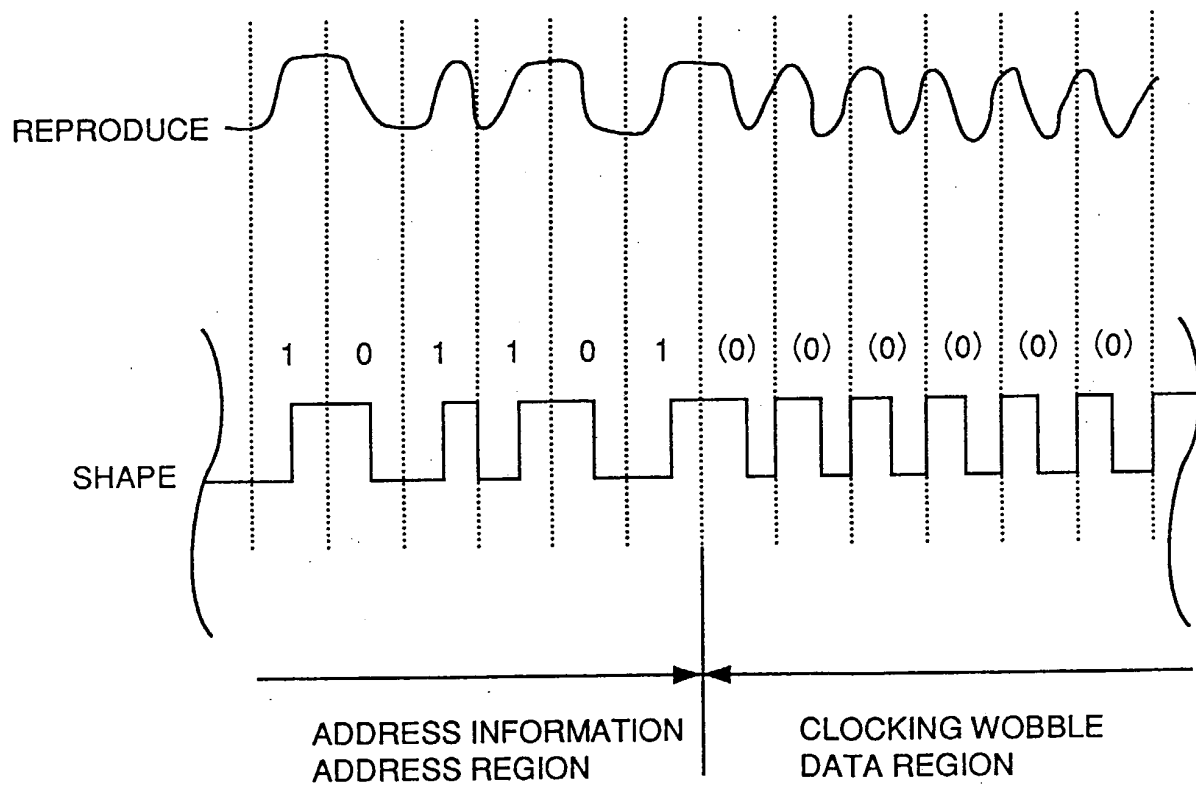 REPRODUCE
1 0 1 1 0 1 (0) (0) (0) (0) (0) (0)
SHAPE
ADDRESS INFORMATION
ADDRESS REGION
CLOCKING WOBBLE
DATA REGION